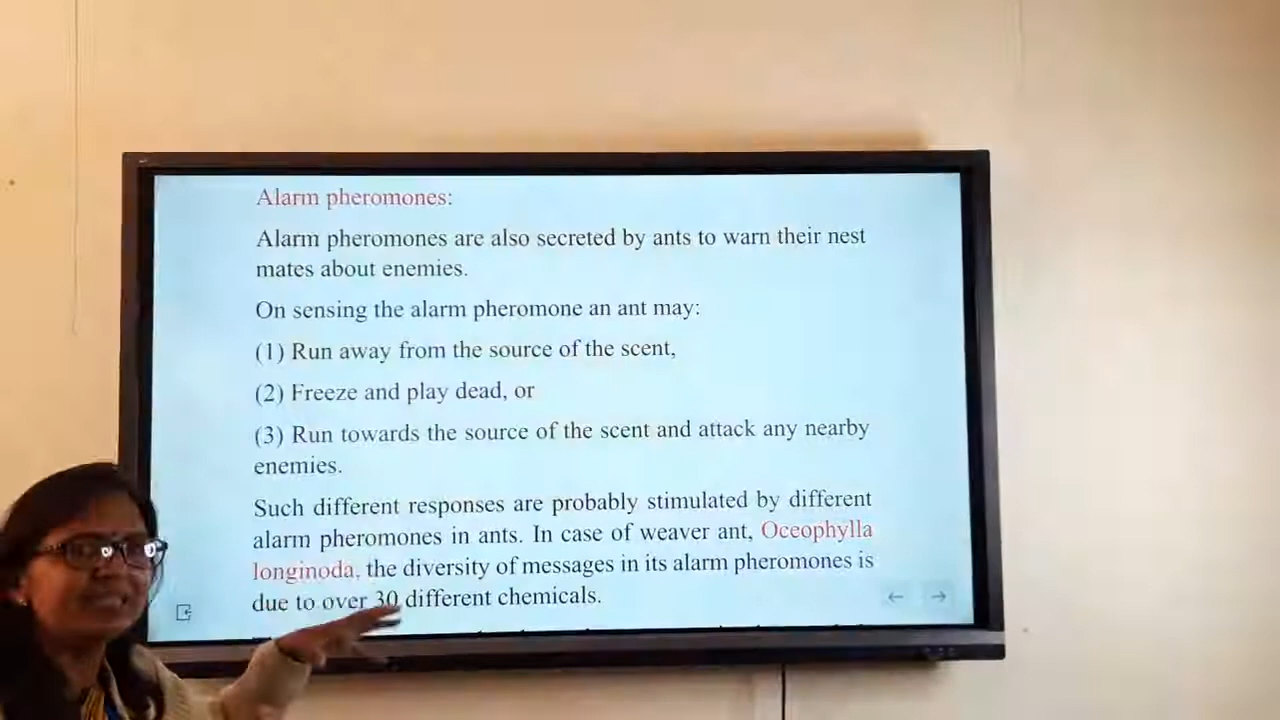 Alarm pheromones:
Alarm pheromones are also secreted by ants to warn their nest
mates about enemies.
On sensing the alarm pheromone an ant may:
(1) Run away from the source of the scent,
(2) Freeze and play dead, or
(3) Run towards the source of the scent and attack any nearby
enemies.
Such different responses are probably stimulated by different
alarm pheromones in ants. In case of weaver ant, Oceophylla
longinoda, the diversity of messages in its alarm pheromones is
due to over 30 different chemicals.